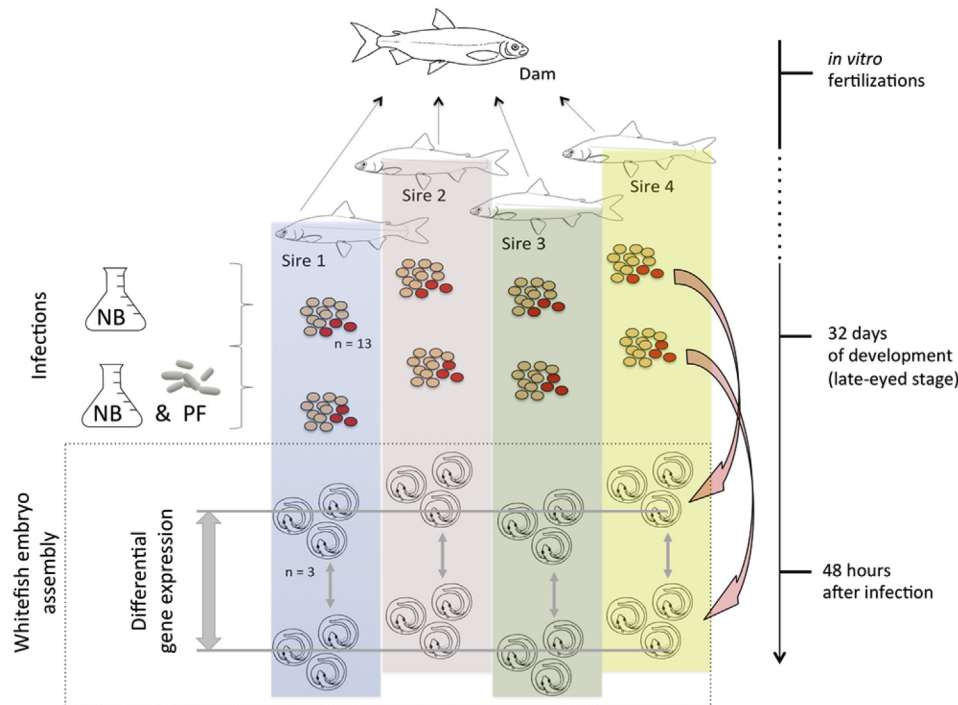 Dam
in vitro
fertilizations
Sire 1
Sire 2
Sire 3
Sire 4
Infections
NB
n = 13
NB & PF
32 days
of development
(late-eyed stage)
Whitefish embryo
assembly
Differential
gene expression
n = 3
48 hours
after infection